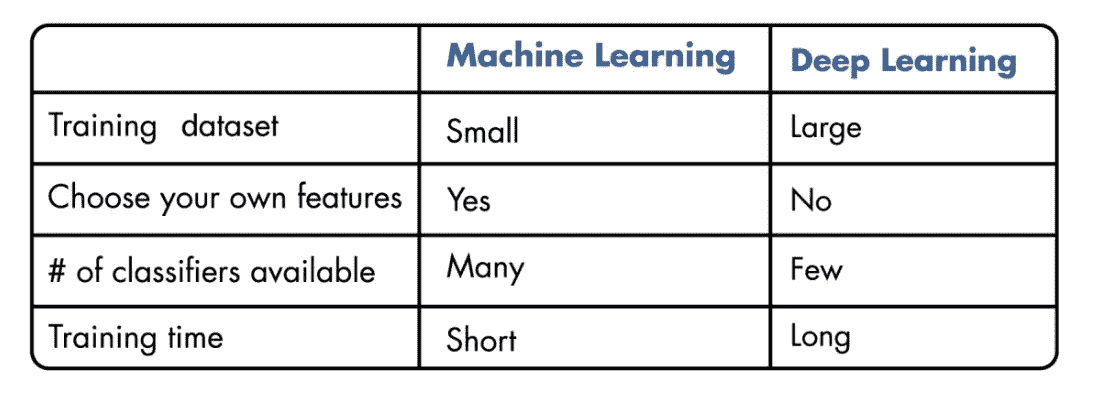 Machine Learning Deep Learning
Training dataset Small Large
Choose your own features Yes No
# of classifiers available Many Few
Training time Short Long